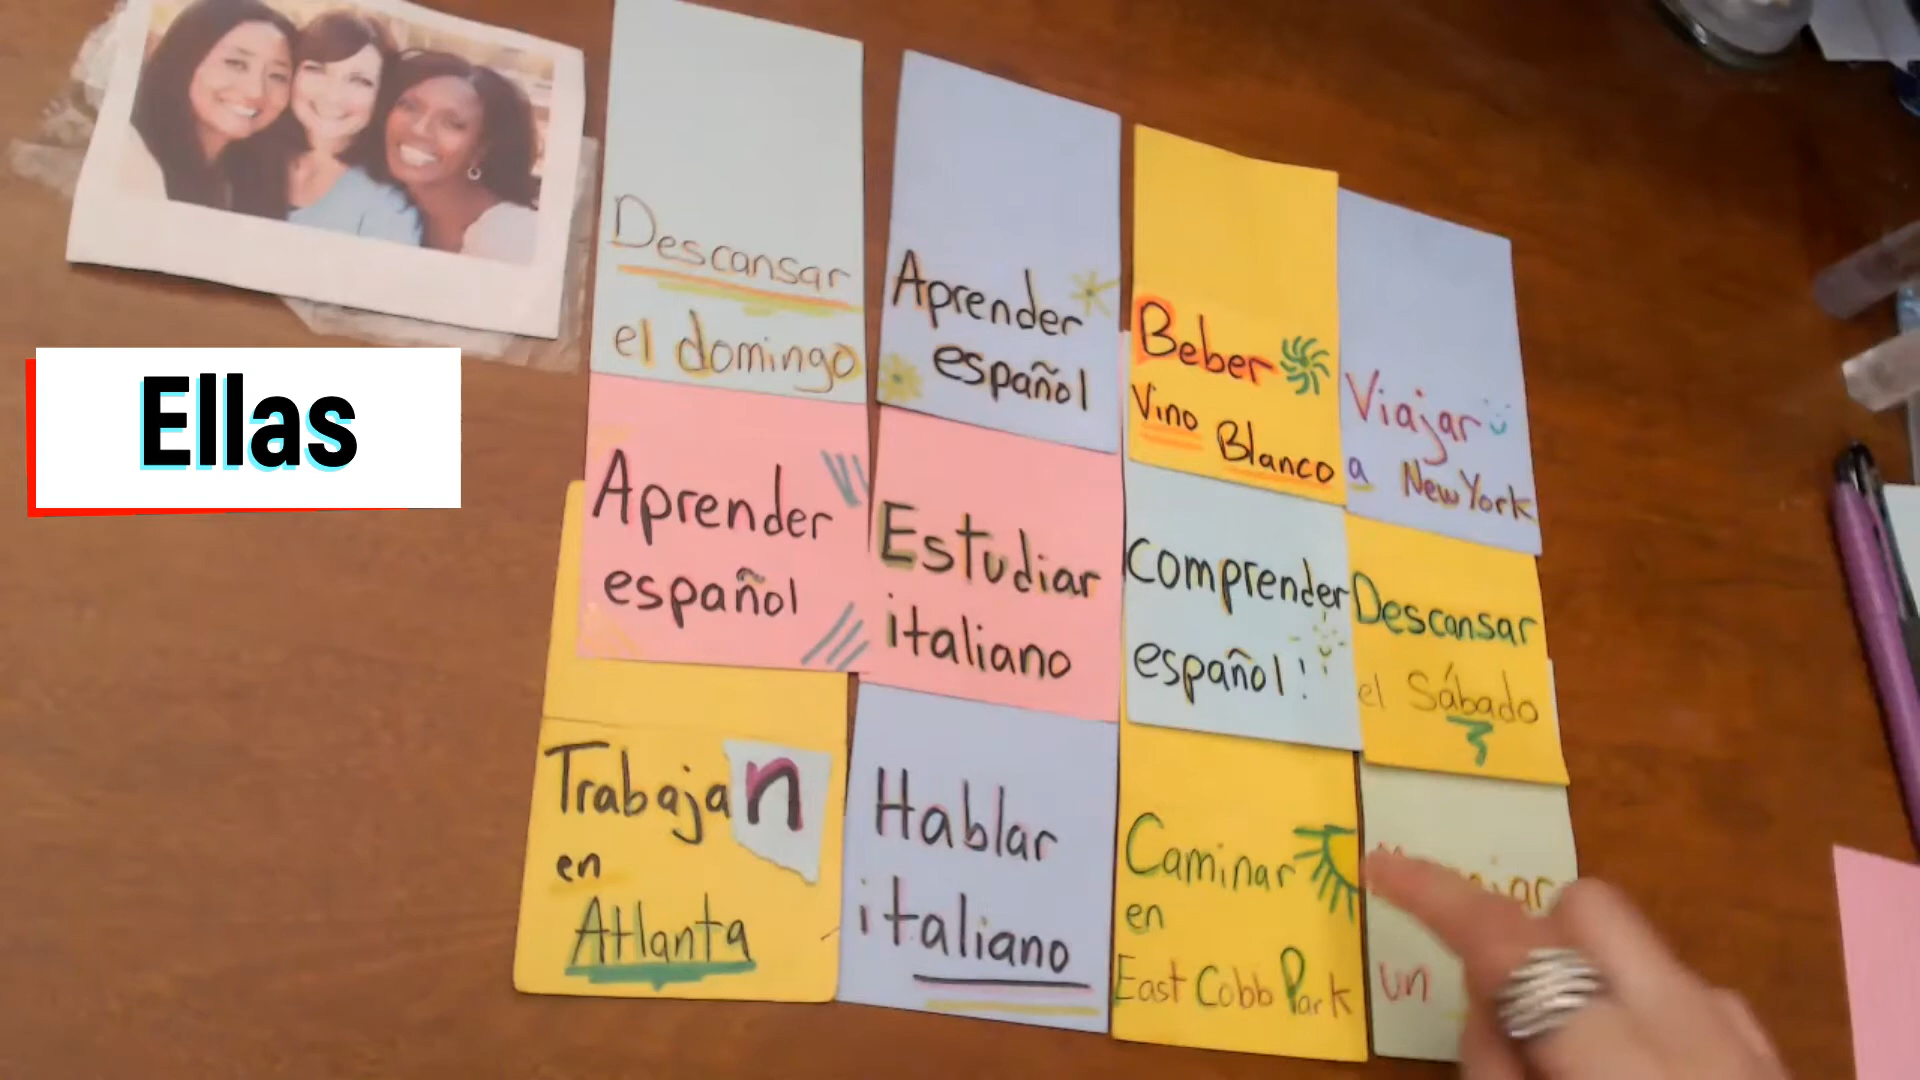 Ellas
Descansar
el domingo
Aprender
español
Beber
Vino Blanco
Viajar
a New York
Aprender
español
Estudiar
italiano
Comprender
español!
Descansar
el Sábado
Trabajan
en
Atlanta
Hablar
italiano
Caminar
en
East Cobb Park
un